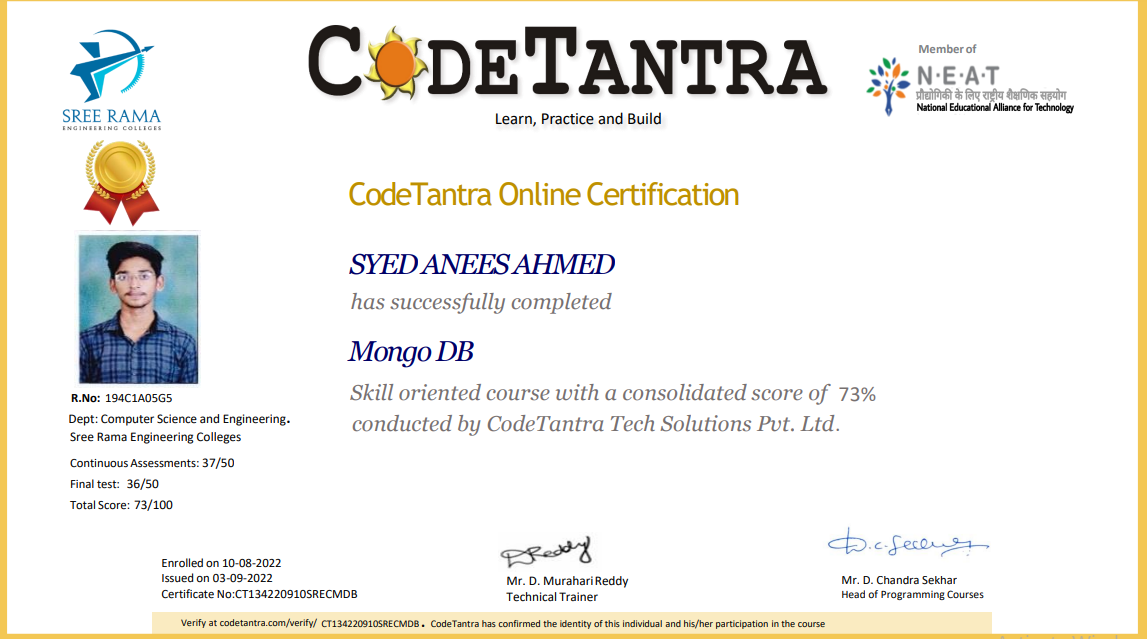 SREE RAMA
ENGINEERING COLLEGES
CODETANTRA
Learn, Practice and Build
Member of
N·E·A·T
प्रौद्योगिकी के लिए राष्ट्रीय शैक्षणिक सहयोग
National Educational Alliance for Technology
CodeTantra Online Certification
SYED ANEES AHMED
has successfully completed
Mongo DB
Skill oriented course with a consolidated score of 73%
conducted by CodeTantra Tech Solutions Pvt. Ltd.
R.No: 194C1A05G5
Dept: Computer Science and Engineering.
Sree Rama Engineering Colleges
Continuous Assessments: 37/50
Final test: 36/50
Total Score: 73/100
Enrolled on 10-08-2022
Issued on 03-09-2022
Certificate No:CT134220910SRECMDB
Mr. D. Murahari Reddy
Technical Trainer
Mr. D. Chandra Sekhar
Head of Programming Courses
Verify at codetantra.com/verify/ CT134220910SRECMDB. CodeTantra has confirmed the identity of this individual and his/her participation in the course